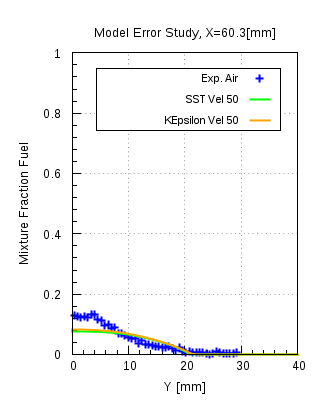 Model Error Study, X=60.3[mm]
Exp. Air
SST Vel 50
KEpsilon Vel 50
Mixture Fraction Fuel
1
0.8
0.6
0.4
0.2
0
0 10 20 30 40
Y [mm]